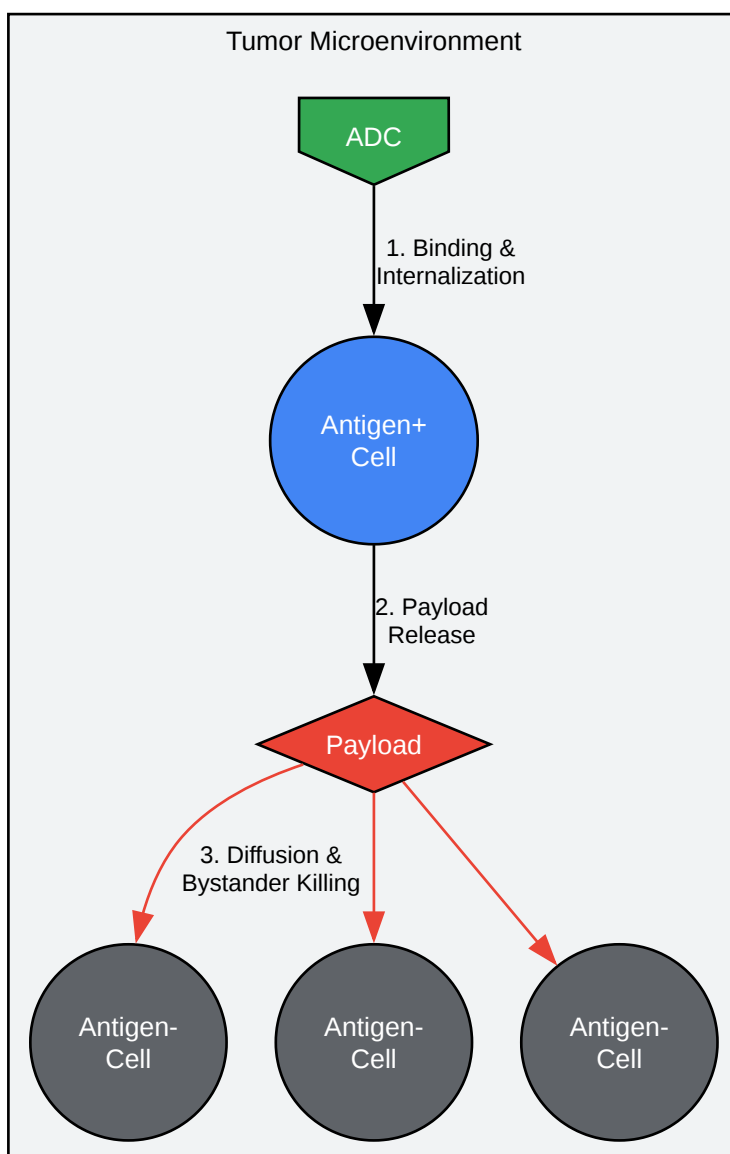 Tumor Microenvironment
ADC
1. Binding &
Internalization
Antigen+
Cell
2. Payload
Release
Payload
3. Diffusion &
Bystander Killing
Antigen-
Cell
Antigen-
Cell
Antigen-
Cell